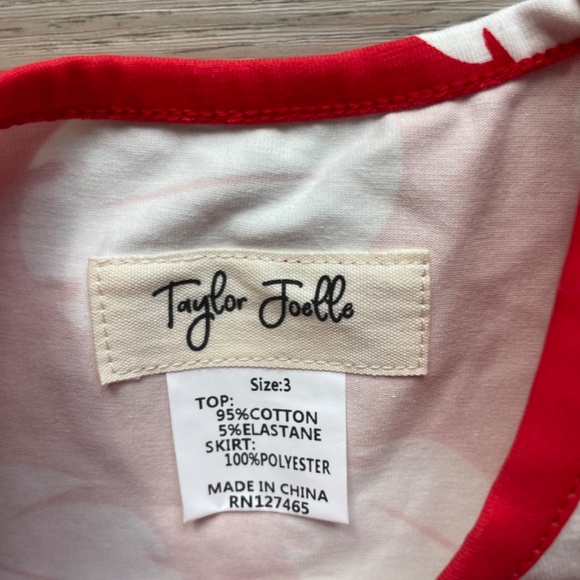 Taylor Joelle
Size:3
TOP:
95%COTTON
5%ELASTANE
SKIRT:
100%POLYESTER
MADE IN CHINA
RN127465